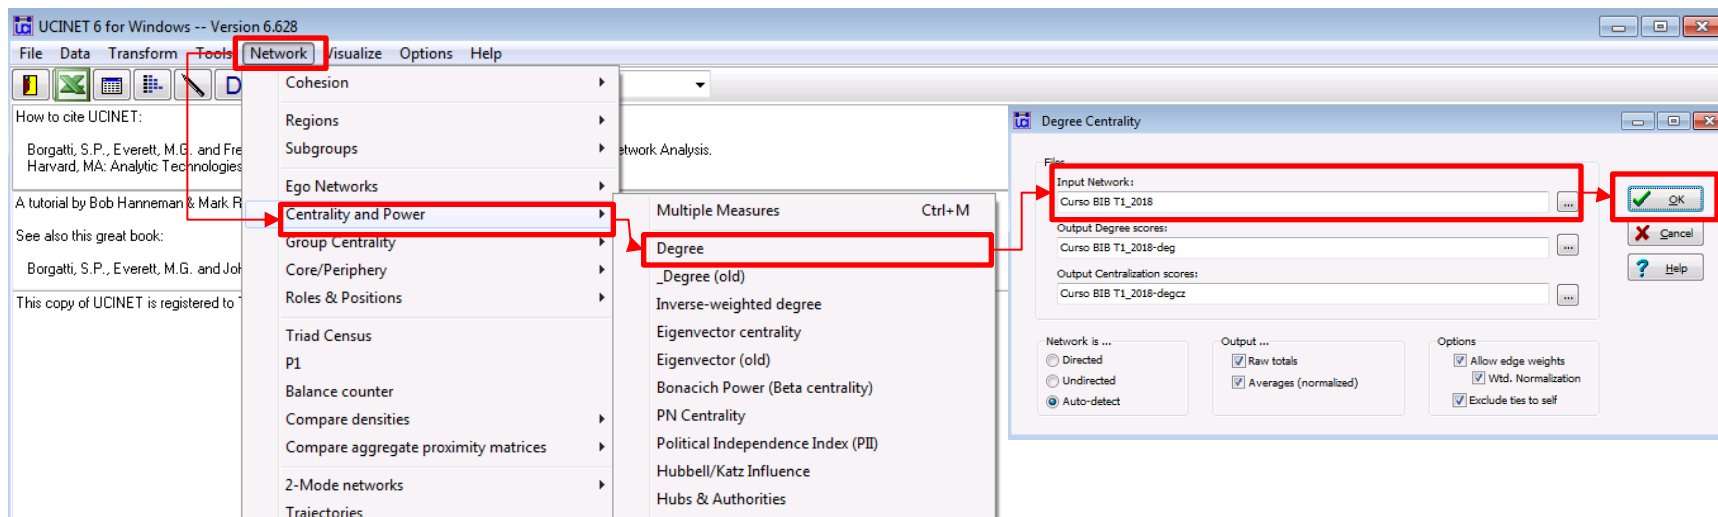 UCINET 6 for Windows -- Version 6.628
File Data Transform Tools Network Visualize Options Help
D
How to cite UCINET:
Borgatti, S.P., Everett, M.G. and Fre
etwork Analysis.
Harvard, MA: Analytic Technologies
A tutorial by Bob Hanneman & Mark R
See also this great book:
Borgatti, S.P., Everett, M.G. and Joh
This copy of UCINET is registered to
Cohesion
Regions
Subgroups
Ego Networks
Centrality and Power
Group Centrality
Core/Periphery
Roles & Positions
Triad Census
P1
Balance counter
Compare densities
Compare aggregate proximity matrices
2-Mode networks
Trajectories
Multiple Measures Ctrl+M
Degree
_Degree (old)
Inverse-weighted degree
Eigenvector centrality
Eigenvector (old)
Bonacich Power (Beta centrality)
PN Centrality
Political Independence Index (PII)
Hubbell/Katz Influence
Hubs & Authorities
Degree Centrality
Files
Input Network:
Curso BIB T1_2018 ...
Output Degree scores:
Curso BIB T1_2018-deg ...
Output Centralization scores:
Curso BIB T1_2018-degcz ...
OK
Cancel
? Help
Network is ...
Directed
Undirected
Auto-detect
Output ...
Raw totals
Averages (normalized)
Options
Allow edge weights
Wtd. Normalization
Exclude ties to self